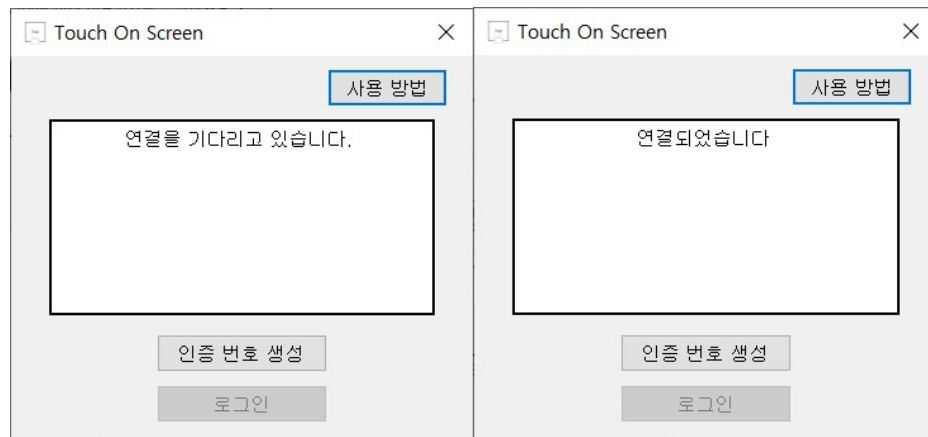 Touch On Screen
사용 방법
연결을 기다리고 있습니다.
인증 번호 생성
로그인
Touch On Screen
사용 방법
연결되었습니다
인증 번호 생성
로그인